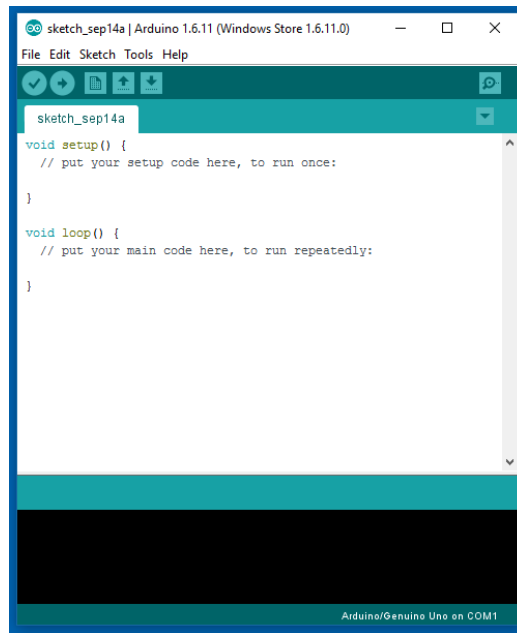 sketch_sep14a | Arduino 1.6.11 (Windows Store 1.6.11.0)
File Edit Sketch Tools Help
sketch_sep14a
void setup() {
  // put your setup code here, to run once:
}
void loop() {
  // put your main code here, to run repeatedly:
}
Arduino/Genuino Uno on COM1